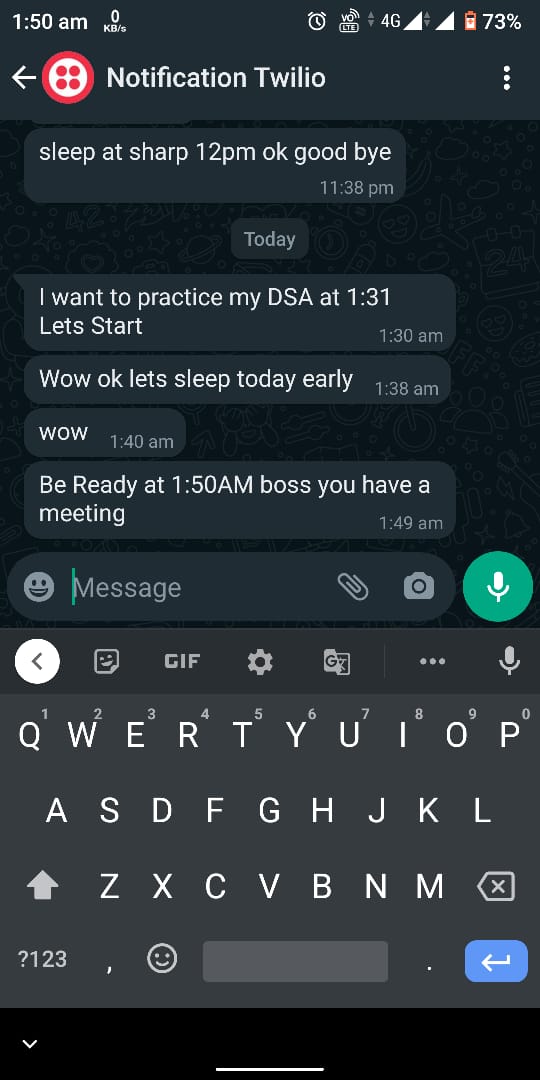 1:50 am 0 KB/s VO LTE 4G 73%
Notification Twilio
sleep at sharp 12pm ok good bye
11:38 pm
Today
I want to practice my DSA at 1:31
Lets Start 1:30 am
Wow ok lets sleep today early 1:38 am
wow 1:40 am
Be Ready at 1:50AM boss you have a
meeting 1:49 am
Message
GIF G
1 2 3 4 5 6 7 8 9 0
Q W E R T Y U I O P
A S D F G H J K L
Z X C V B N M
?123 , .